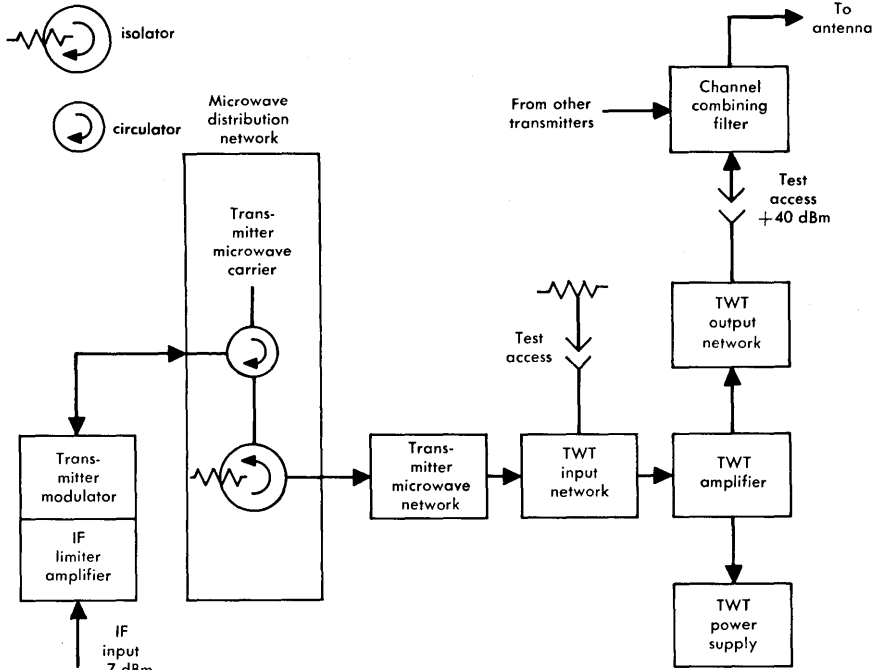 isolator
circulator
Microwave
distribution
network
Trans-
mitter
microwave
carrier
Trans-
mitter
modulator
IF
limiter
amplifier
IF
input
-7 dBm
Trans-
mitter
microwave
network
Test
access
TWT
input
network
TWT
amplifier
TWT
power
supply
TWT
output
network
Test
access
+40 dBm
From other
transmitters
Channel
combining
filter
To
antenna